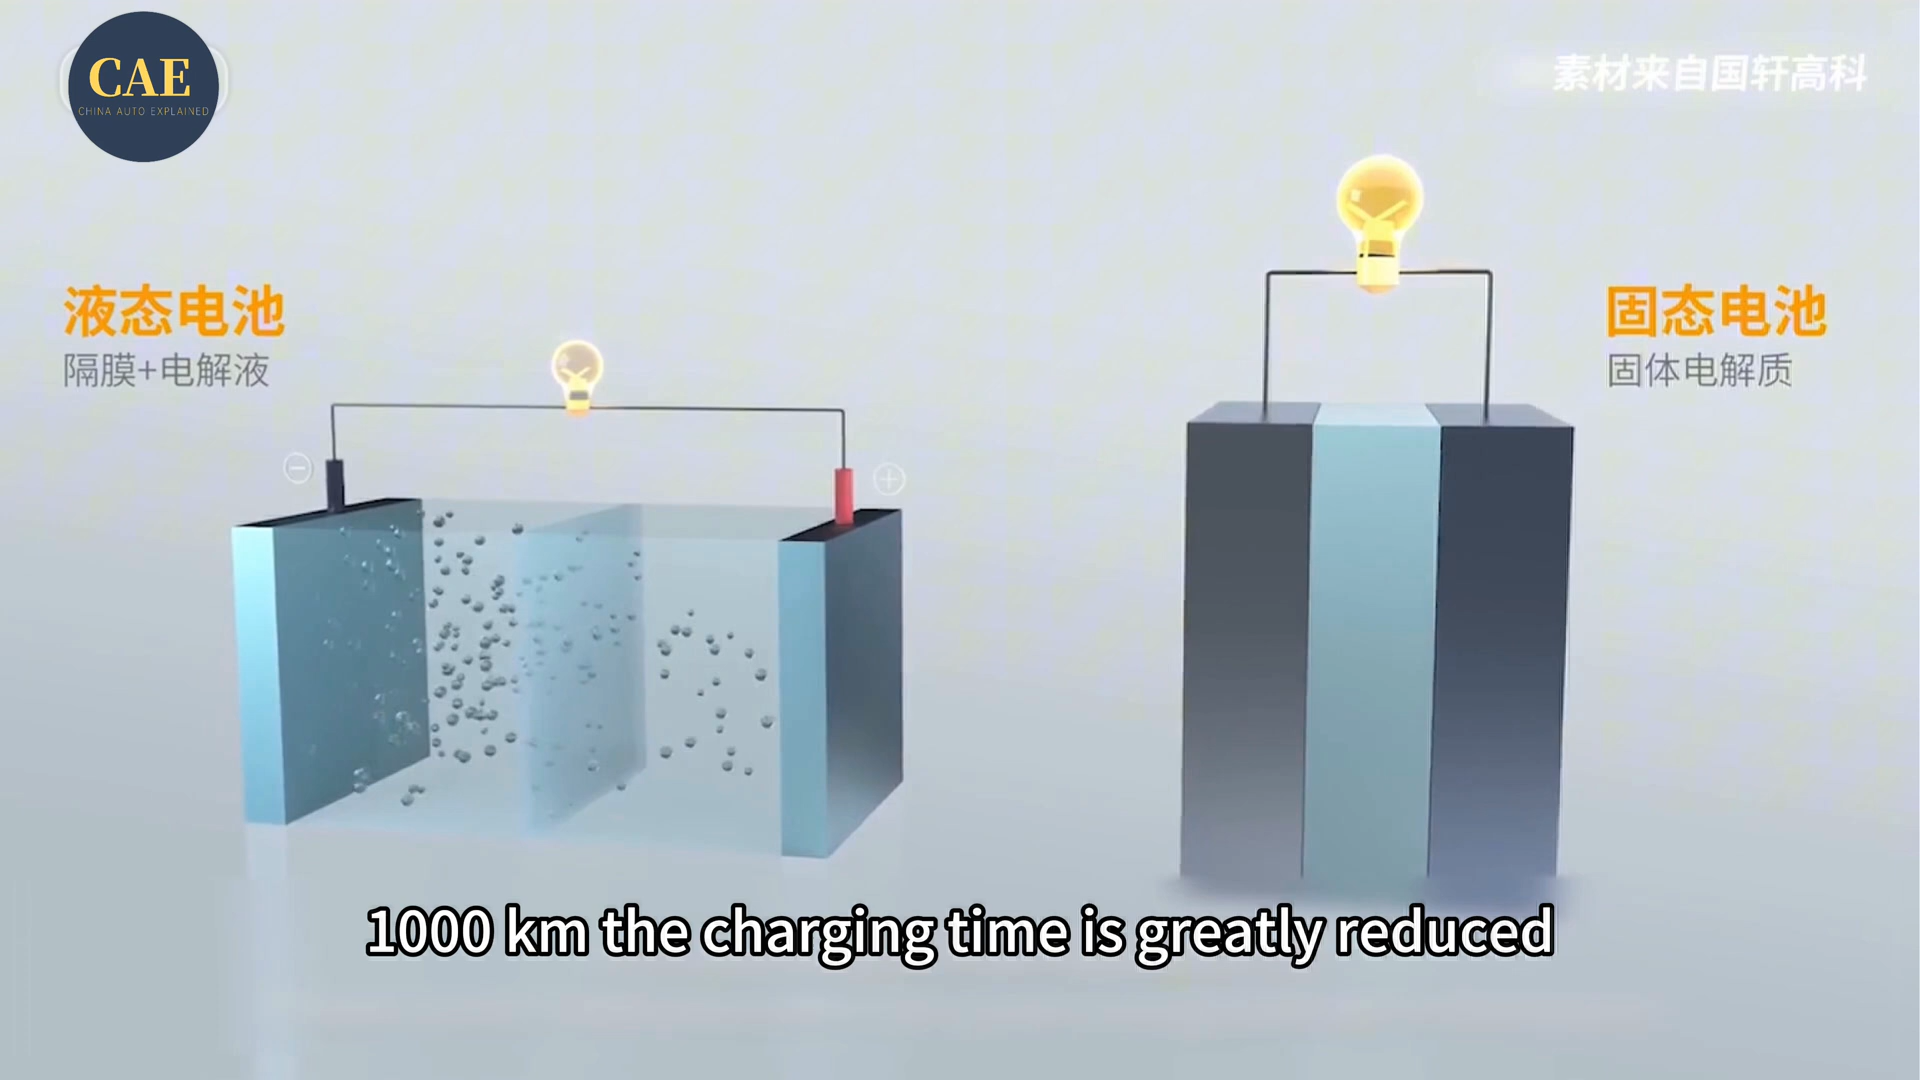 CAE
CHINA AUTO EXPLAINED
素材来自国轩高科
液态电池
隔膜+电解液
固态电池
固体电解质
1000 km the charging time is greatly reduced